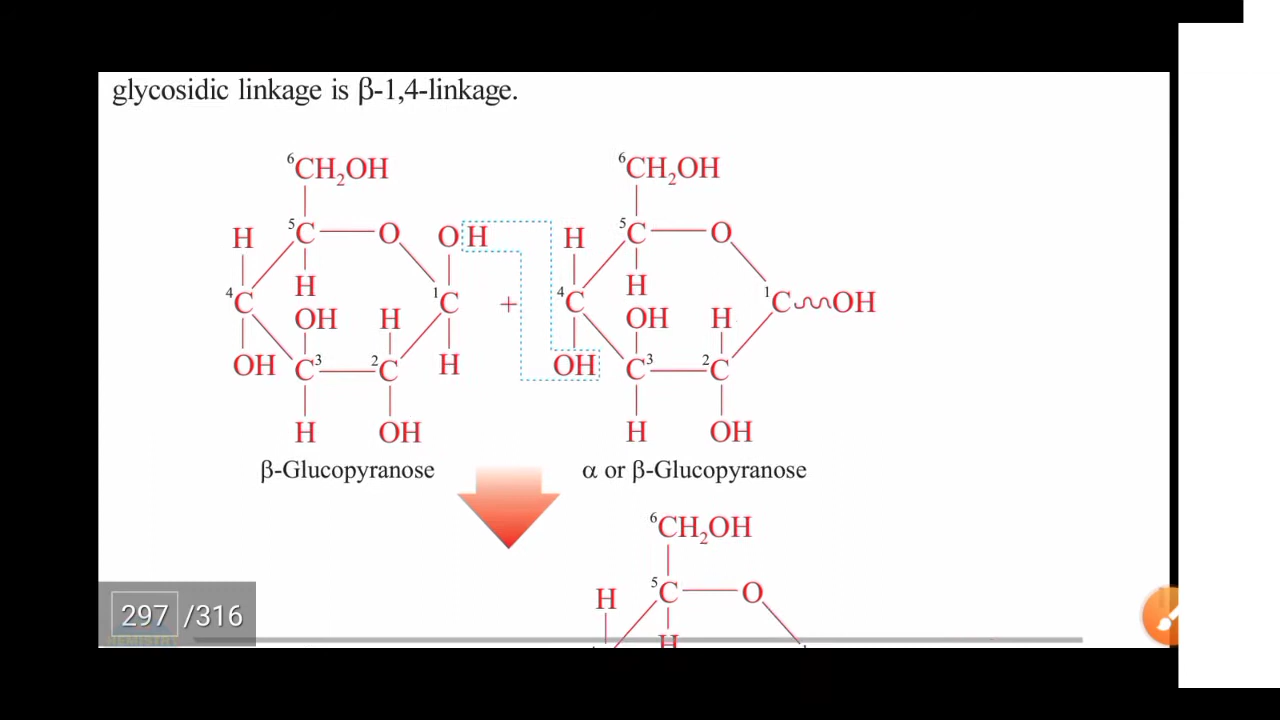 glycosidic linkage is β-1,4-linkage.
⁶CH₂OH ⁶CH₂OH
H ⁵C O OH H ⁵C O
H H
⁴C OH H ¹C + ⁴C OH H ¹C OH
OH C³ ²C H OH C³ ²C
H OH H OH
β-Glucopyranose α or β-Glucopyranose
⁶CH₂OH
H ⁵C O
H
297 /316